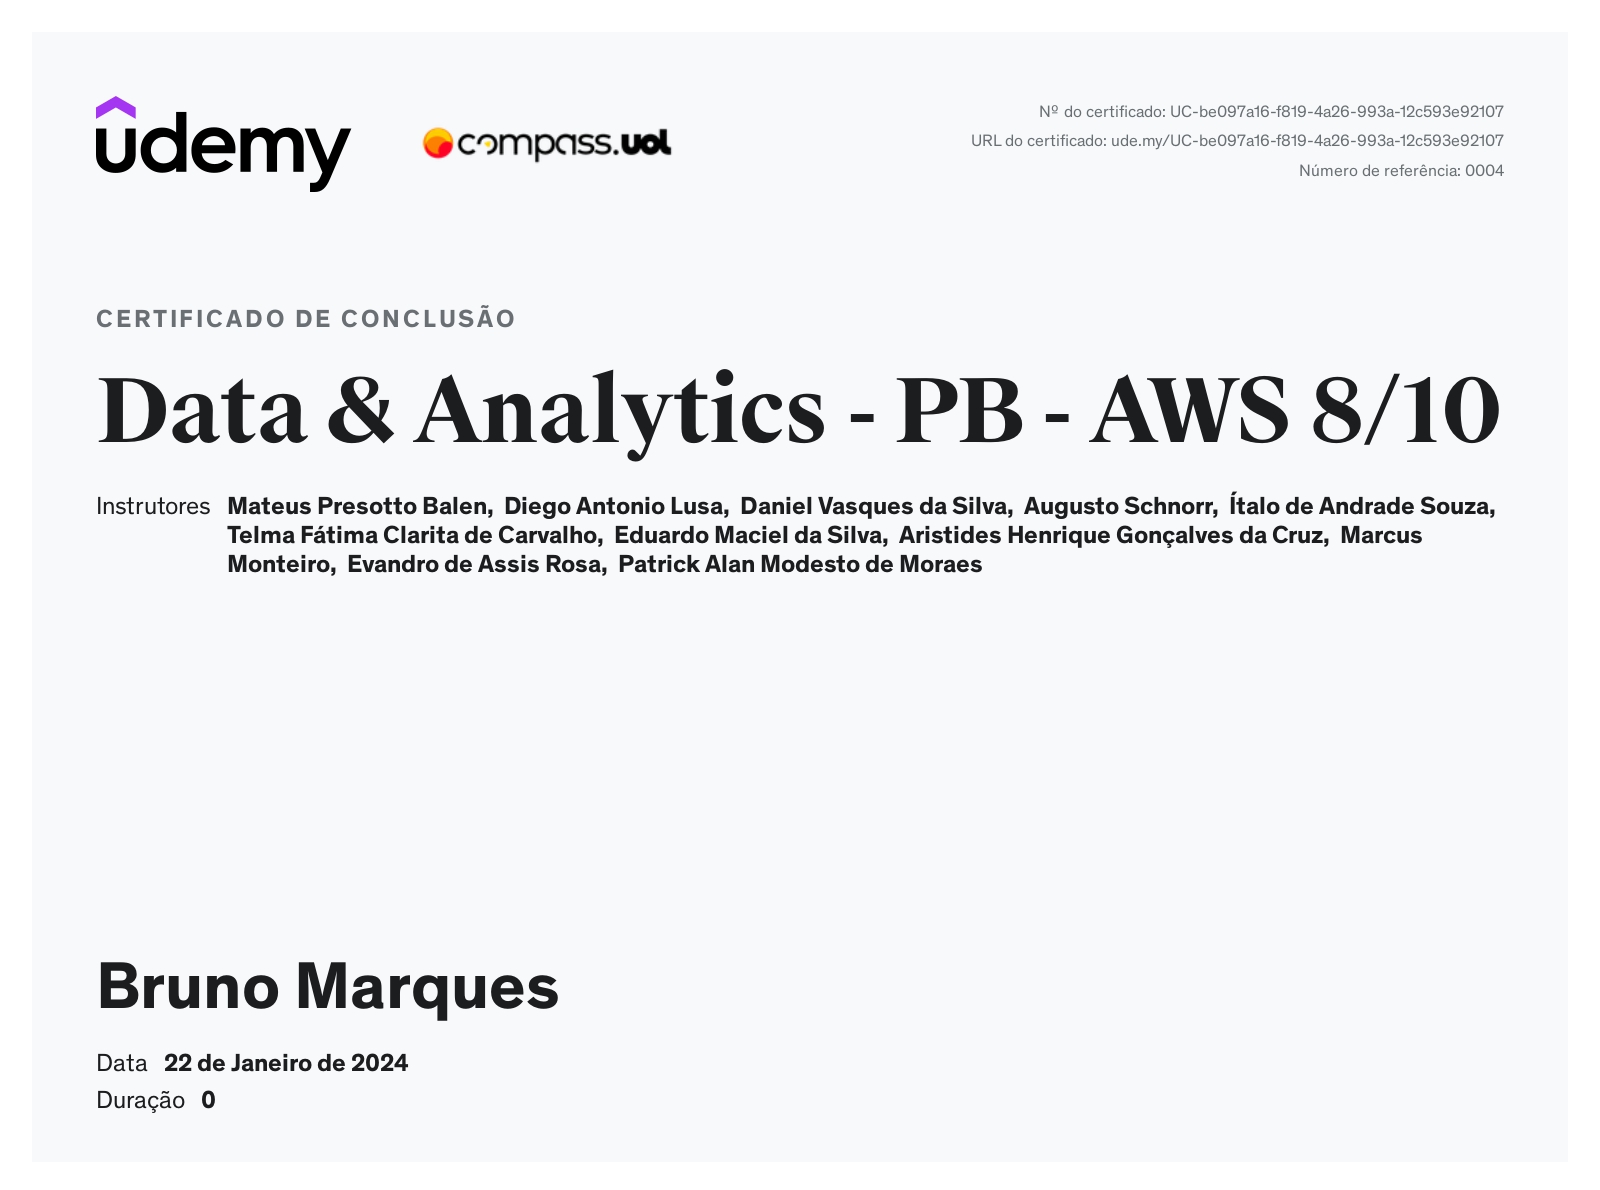 udemy
compass.uol
Nº do certificado: UC-be097a16-f819-4a26-993a-12c593e92107
URL do certificado: ude.my/UC-be097a16-f819-4a26-993a-12c593e92107
Número de referência: 0004
CERTIFICADO DE CONCLUSÃO
Data & Analytics - PB - AWS 8/10
Instrutores Mateus Presotto Balen, Diego Antonio Lusa, Daniel Vasques da Silva, Augusto Schnorr, Ítalo de Andrade Souza,
Telma Fátima Clarita de Carvalho, Eduardo Maciel da Silva, Aristides Henrique Gonçalves da Cruz, Marcus
Monteiro, Evandro de Assis Rosa, Patrick Alan Modesto de Moraes
Bruno Marques
Data 22 de Janeiro de 2024
Duração 0